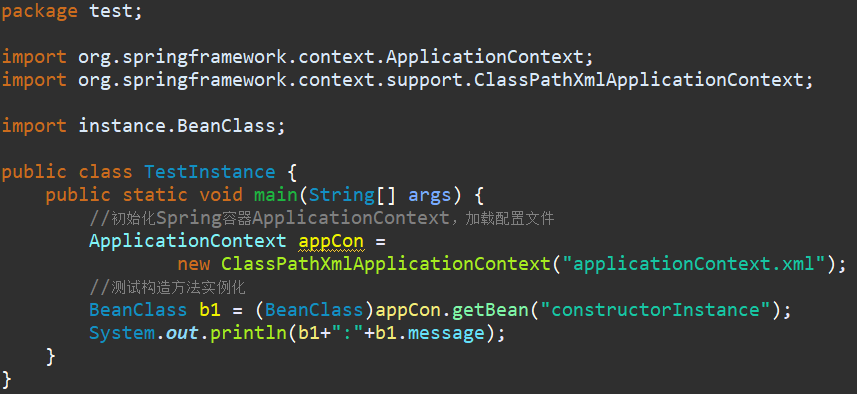 package test;
import org.springframework.context.ApplicationContext;
import org.springframework.context.support.ClassPathXmlApplicationContext;
import instance.BeanClass;
public class TestInstance {
    public static void main(String[] args) {
        //初始化Spring容器ApplicationContext，加载配置文件
        ApplicationContext appCon =
                new ClassPathXmlApplicationContext("applicationContext.xml");
        //测试构造方法实例化
        BeanClass b1 = (BeanClass)appCon.getBean("constructorInstance");
        System.out.println(b1+":"+b1.message);
    }
}